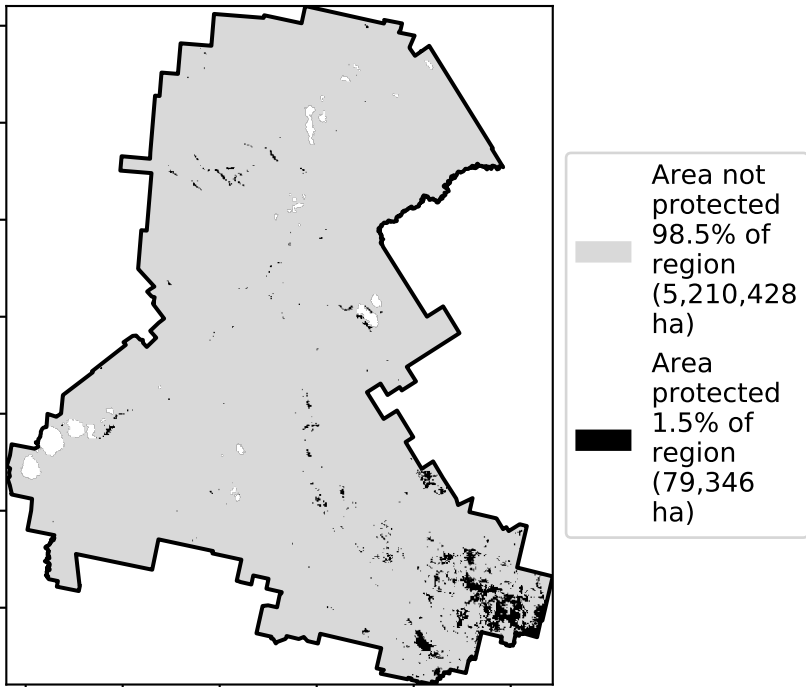 Area not
protected
98.5% of
region
(5,210,428
ha)
Area
protected
1.5% of
region
(79,346
ha)